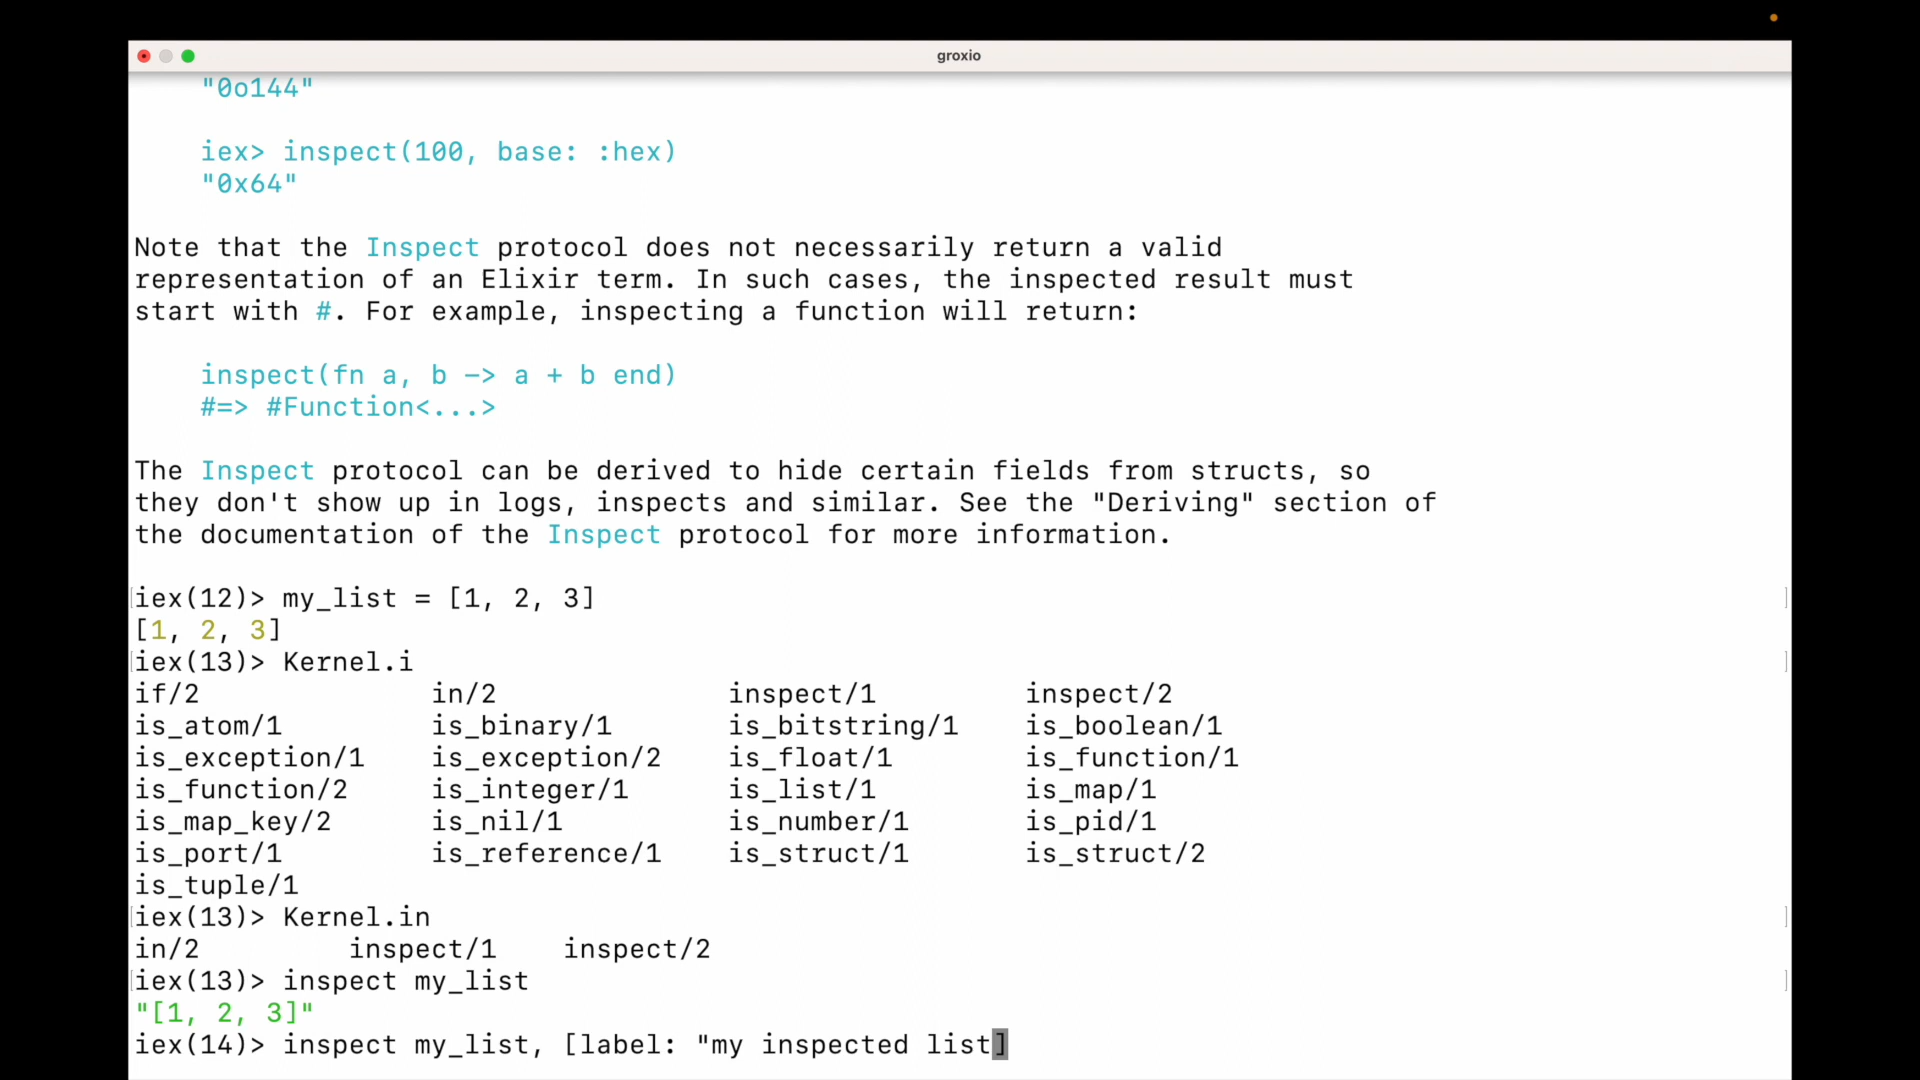 groxio
"0o144"
iex> inspect(100, base: :hex)
"0x64"
Note that the Inspect protocol does not necessarily return a valid
representation of an Elixir term. In such cases, the inspected result must
start with #. For example, inspecting a function will return:
inspect(fn a, b -> a + b end)
#=> #Function<...>
The Inspect protocol can be derived to hide certain fields from structs, so
they don't show up in logs, inspects and similar. See the "Deriving" section of
the documentation of the Inspect protocol for more information.
iex(12)> my_list = [1, 2, 3]
[1, 2, 3]
iex(13)> Kernel.i
if/2 in/2 inspect/1 inspect/2
is_atom/1 is_binary/1 is_bitstring/1 is_boolean/1
is_exception/1 is_exception/2 is_float/1 is_function/1
is_function/2 is_integer/1 is_list/1 is_map/1
is_map_key/2 is_nil/1 is_number/1 is_pid/1
is_port/1 is_reference/1 is_struct/1 is_struct/2
is_tuple/1
iex(13)> Kernel.in
in/2 inspect/1 inspect/2
iex(13)> inspect my_list
"[1, 2, 3]"
iex(14)> inspect my_list, [label: "my inspected list]